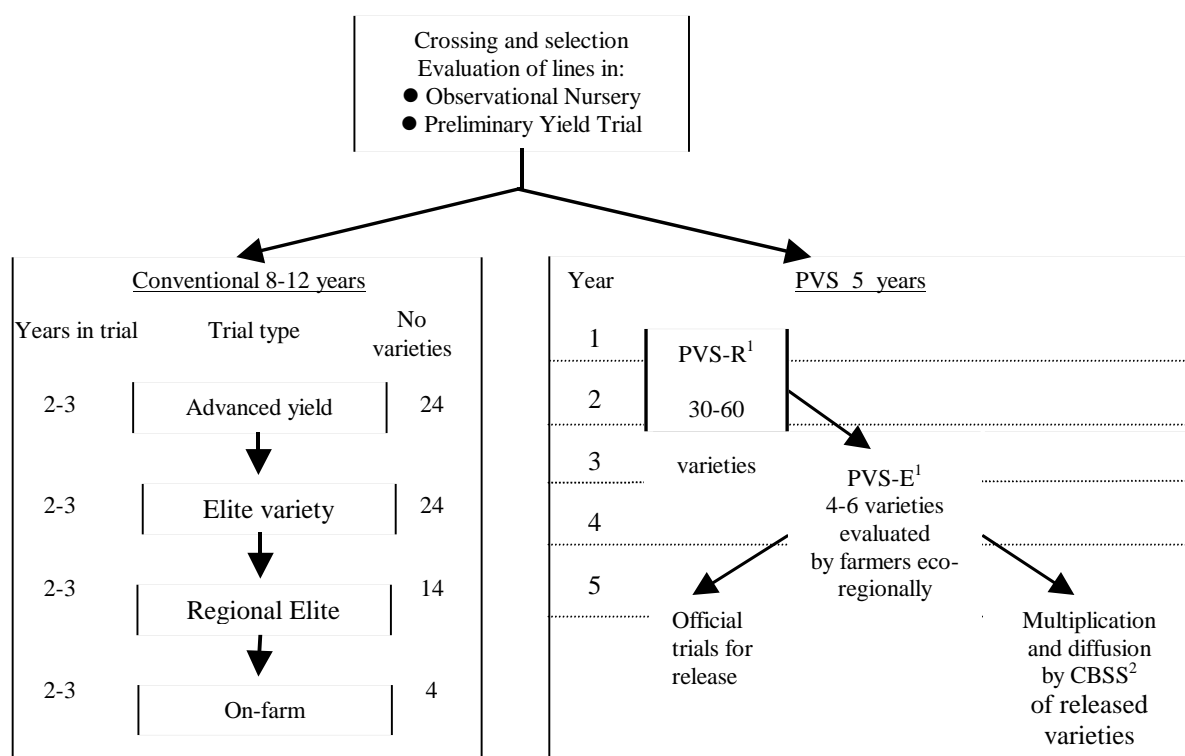 Crossing and selection
Evaluation of lines in:
● Observational Nursery
● Preliminary Yield Trial
Conventional 8-12 years
Years in trial Trial type No
varieties
2-3 Advanced yield 24
2-3 Elite variety 24
2-3 Regional Elite 14
2-3 On-farm 4
Year PVS 5 years
1
PVS-R¹
2 30-60
3 varieties
PVS-E¹
4-6 varieties
4 evaluated
by farmers eco-
regionally
5
Official
trials for
release
Multiplication
and diffusion
by CBSS²
of released
varieties